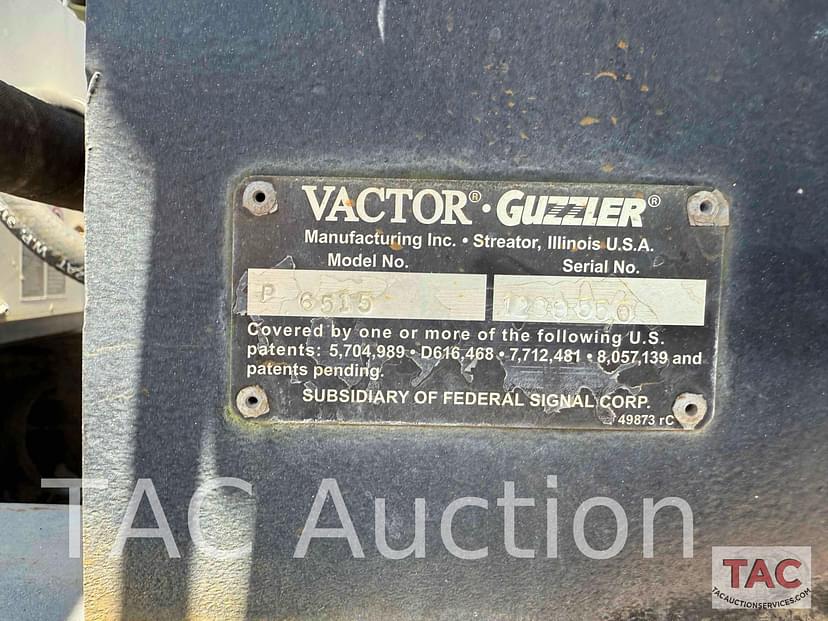 VACTOR® • GUZZLER®
Manufacturing Inc. • Streator, Illinois U.S.A.
Model No. Serial No.
P 6515
Covered by one or more of the following U.S.
patents: 5,704,989 • D616,468 • 7,712,481 • 8,057,139 and
patents pending.
SUBSIDIARY OF FEDERAL SIGNAL CORP.
49873 rC
TAC Auction
TAC
TACAUCTIONSERVICES.COM